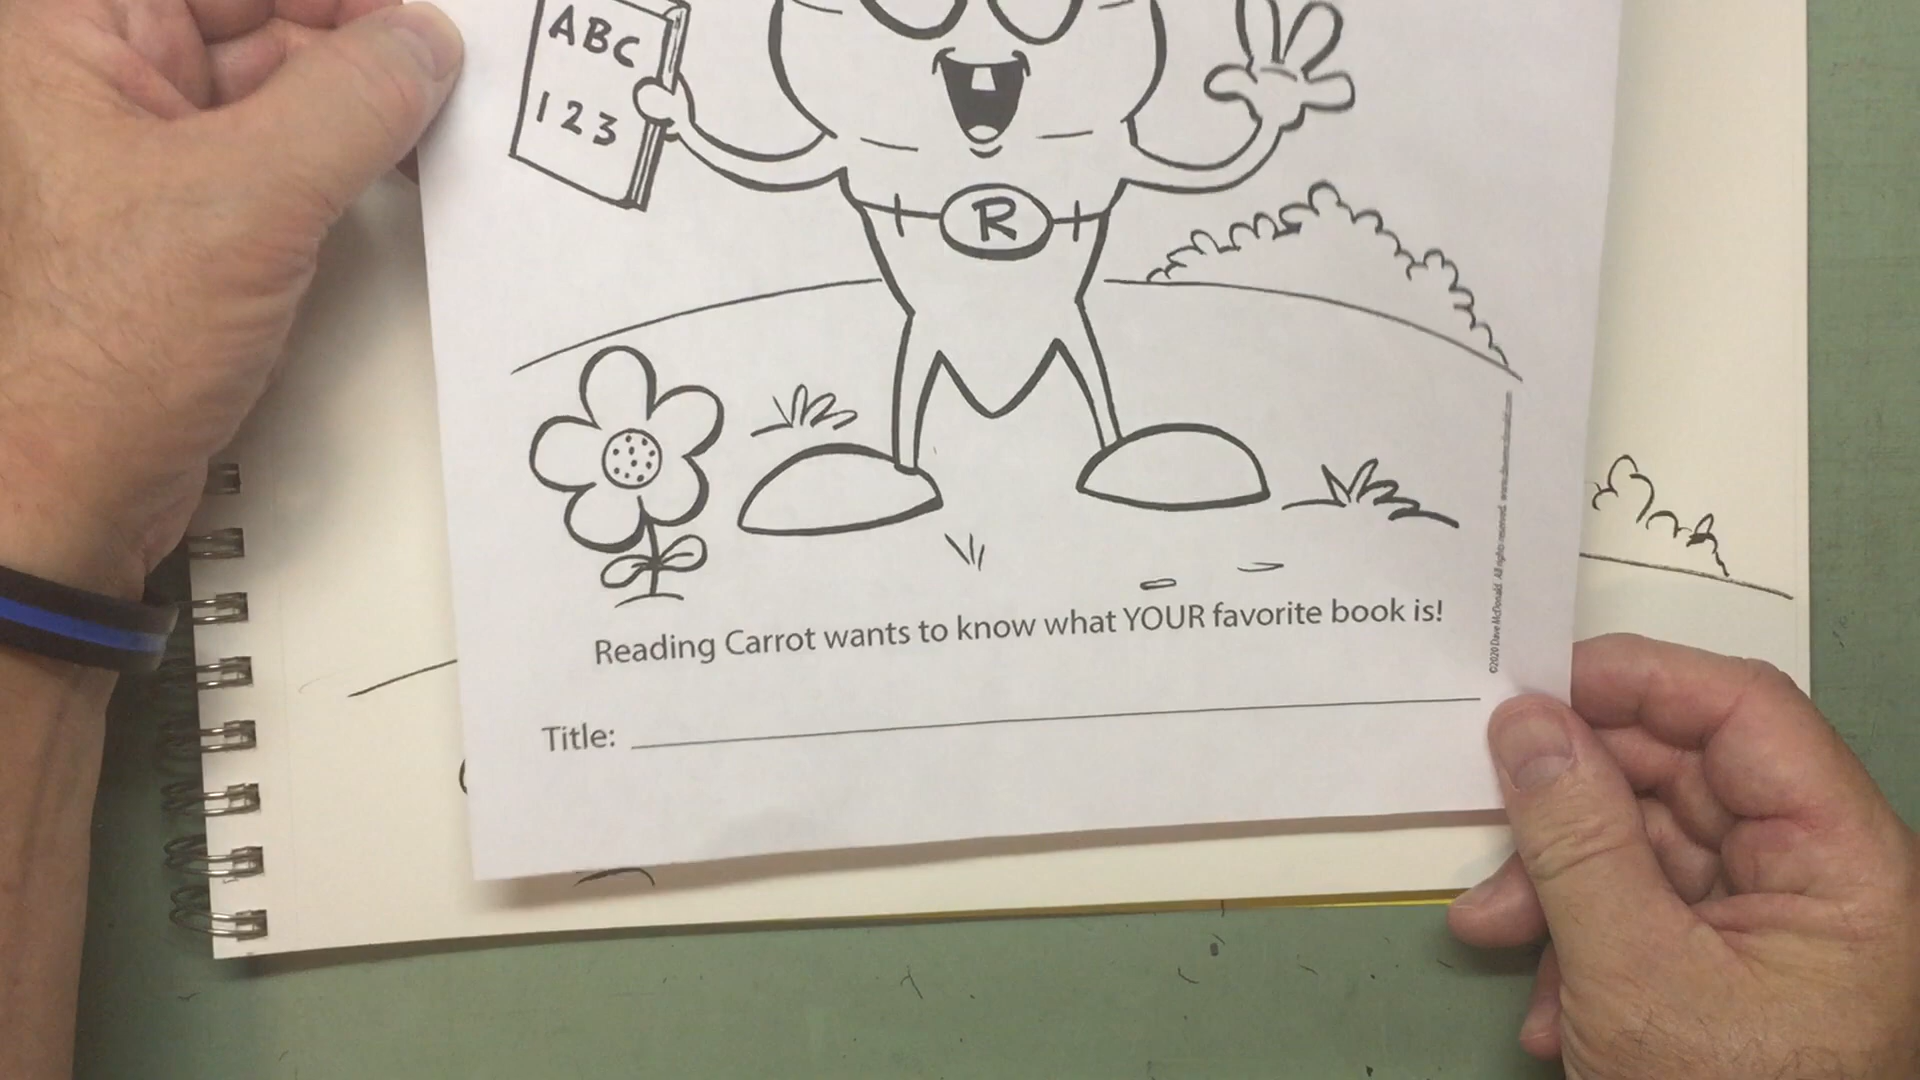 ABC
123
R
Reading Carrot wants to know what YOUR favorite book is!
Title:
©2020 Dave McDonald. All rights reserved.